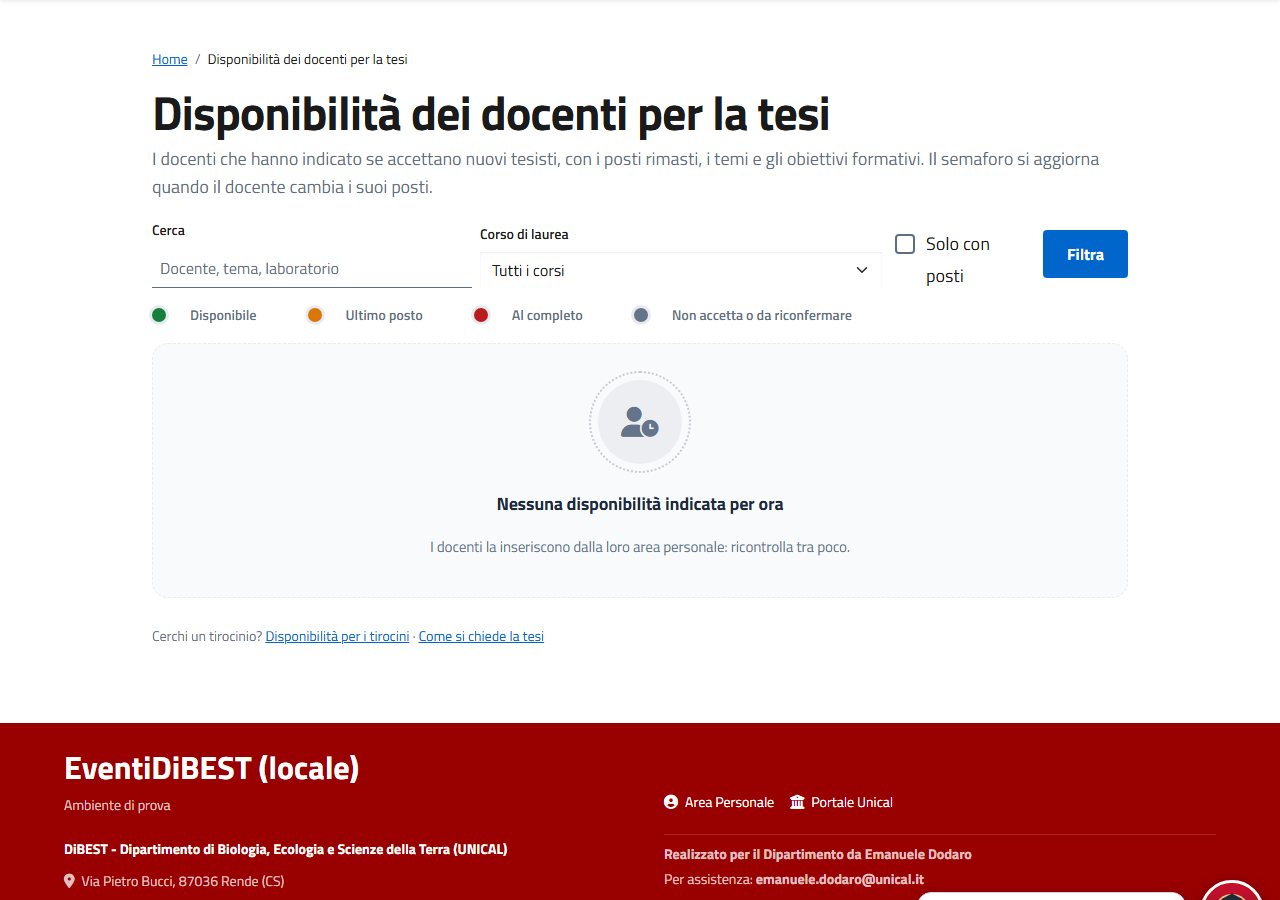 Home / Disponibilità dei docenti per la tesi
Disponibilità dei docenti per la tesi
I docenti che hanno indicato se accettano nuovi tesisti, con i posti rimasti, i temi e gli obiettivi formativi. Il semaforo si aggiorna
quando il docente cambia i suoi posti.
Cerca
Docente, tema, laboratorio
Corso di laurea
Tutti i corsi
Solo con
posti
Filtra
Disponibile
Ultimo posto
Al completo
Non accetta o da riconfermare
Nessuna disponibilità indicata per ora
I docenti la inseriscono dalla loro area personale: ricontrolla tra poco.
Cerchi un tirocinio? Disponibilità per i tirocini · Come si chiede la tesi
EventiDiBEST (locale)
Ambiente di prova
DiBEST - Dipartimento di Biologia, Ecologia e Scienze della Terra (UNICAL)
Via Pietro Bucci, 87036 Rende (CS)
Area Personale
Portale Unical
Realizzato per il Dipartimento da Emanuele Dodaro
Per assistenza: emanuele.dodaro@unical.it